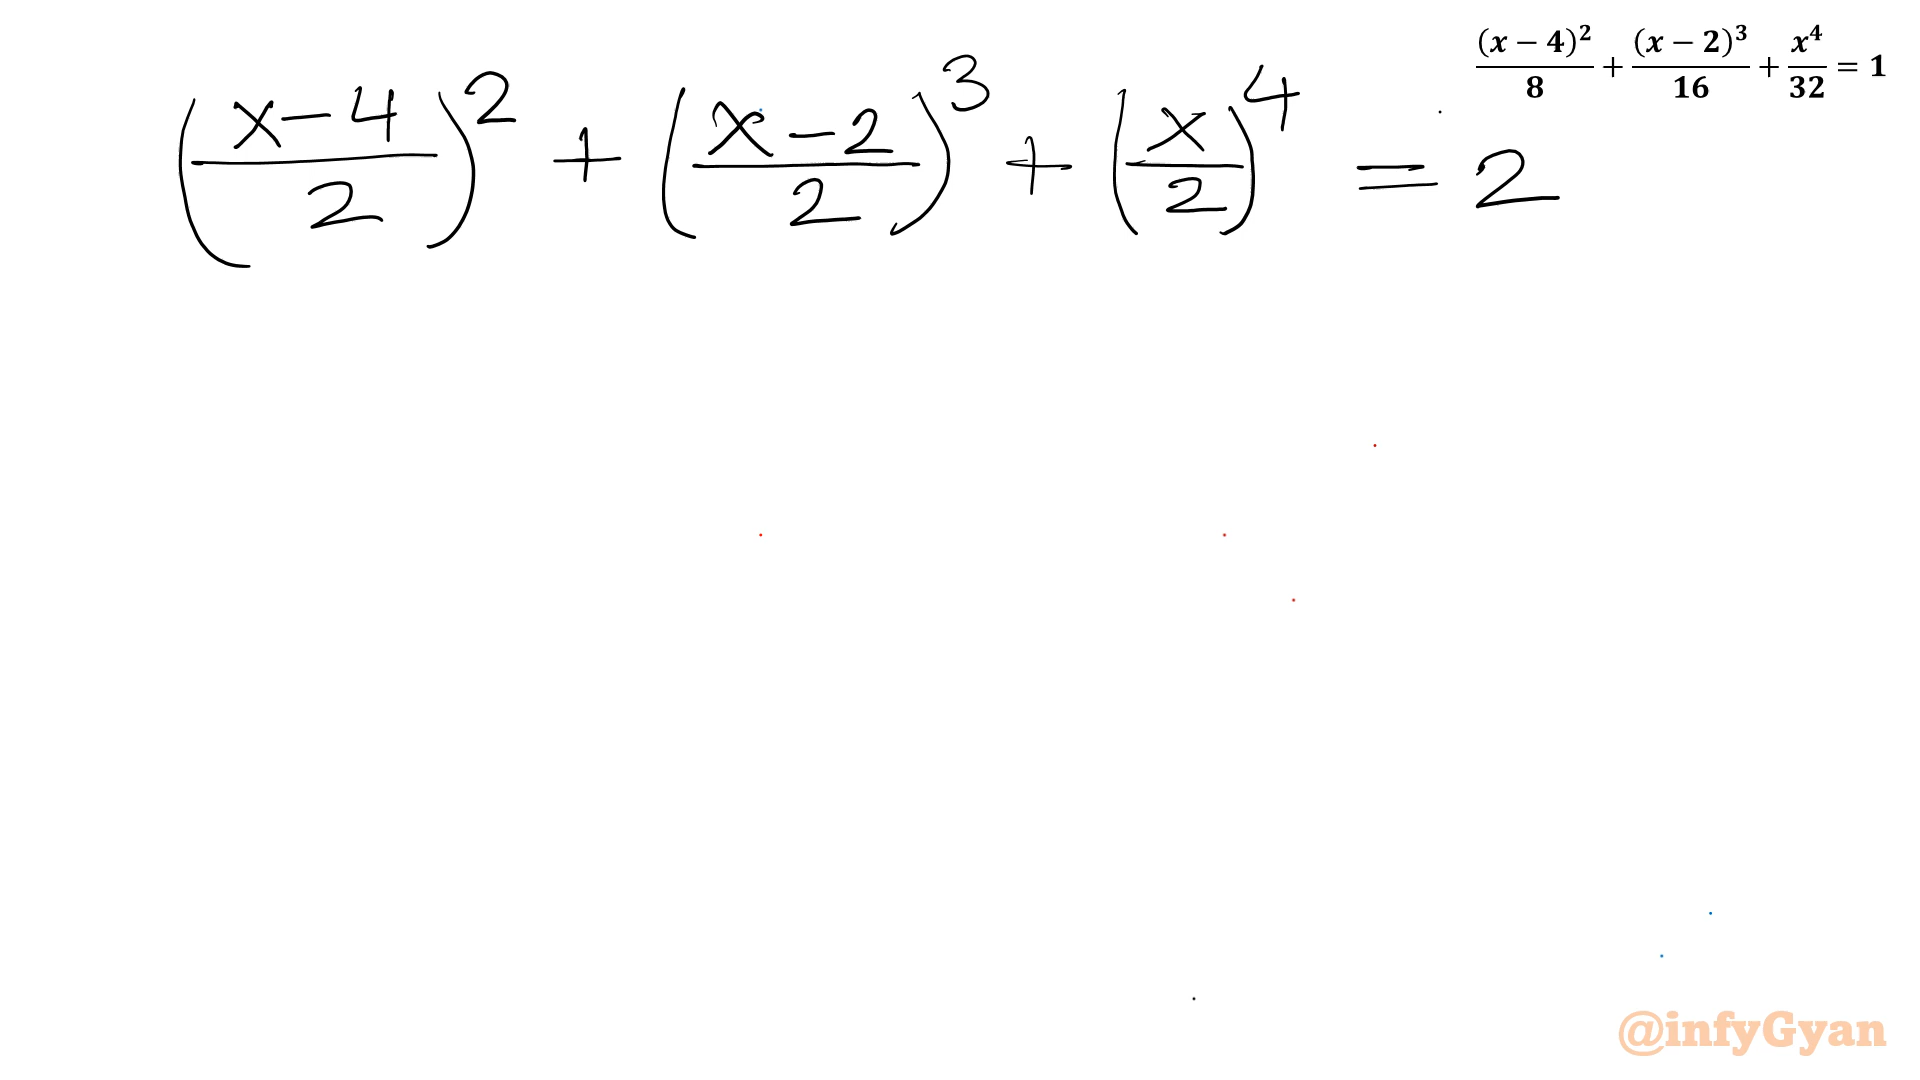 ((x-4)/2)² + ((x-2)/2)³ + (x/2)⁴ = 2
(x − 4)²/8 + (x − 2)³/16 + x⁴/32 = 1
@infyGyan